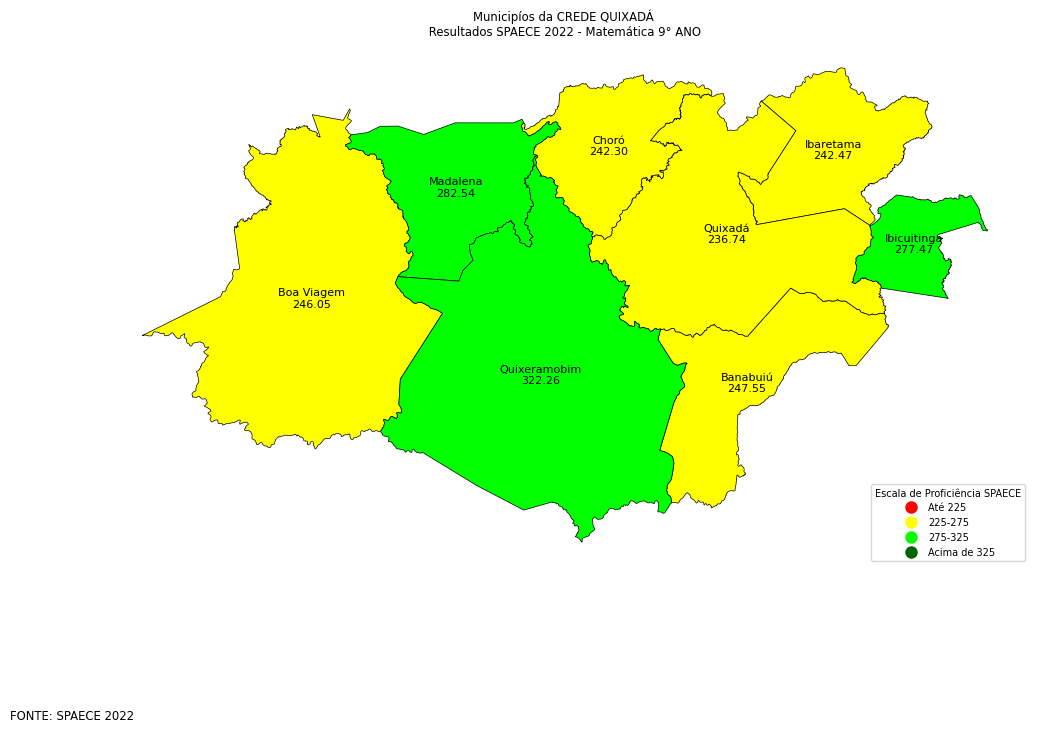 Municipíos da CREDE QUIXADÁ
Resultados SPAECE 2022 - Matemática 9° ANO
Choró
242.30
Ibaretama
242.47
Madalena
282.54
Quixadá
236.74
Ibicuitinga
277.47
Boa Viagem
246.05
Quixeramobim
322.26
Banabuiú
247.55
Escala de Proficiência SPAECE
Até 225
225-275
275-325
Acima de 325
FONTE: SPAECE 2022